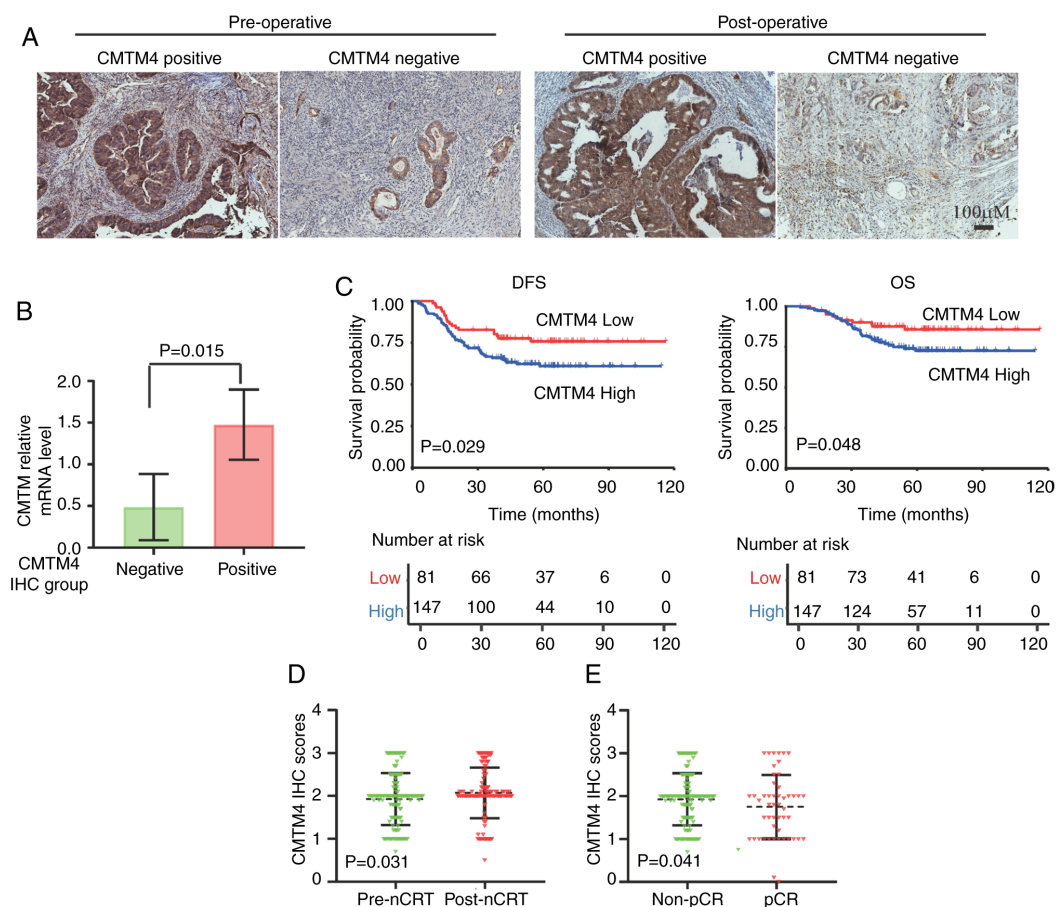 A
Pre-operative
Post-operative
CMTM4 positive
CMTM4 negative
CMTM4 positive
CMTM4 negative
100μM
B
P=0.015
CMTM relative
mRNA level
2.0
1.5
1.0
0.5
0.0
CMTM4
IHC group
Negative
Positive
C
DFS
Survival probability
1.00
0.75
0.50
0.25
0.00
CMTM4 Low
CMTM4 High
P=0.029
0 30 60 90 120
Time (months)
Number at risk
Low 81 66 37 6 0
High 147 100 44 10 0
0 30 60 90 120
OS
Survival probability
1.00
0.75
0.50
0.25
0.00
CMTM4 Low
CMTM4 High
P=0.048
0 30 60 90 120
Time (months)
Number at risk
Low 81 73 41 6 0
High 147 124 57 11 0
0 30 60 90 120
D
CMTM4 IHC scores
4
3
2
1
0
P=0.031
Pre-nCRT
Post-nCRT
E
CMTM4 IHC scores
4
3
2
1
0
P=0.041
Non-pCR
pCR